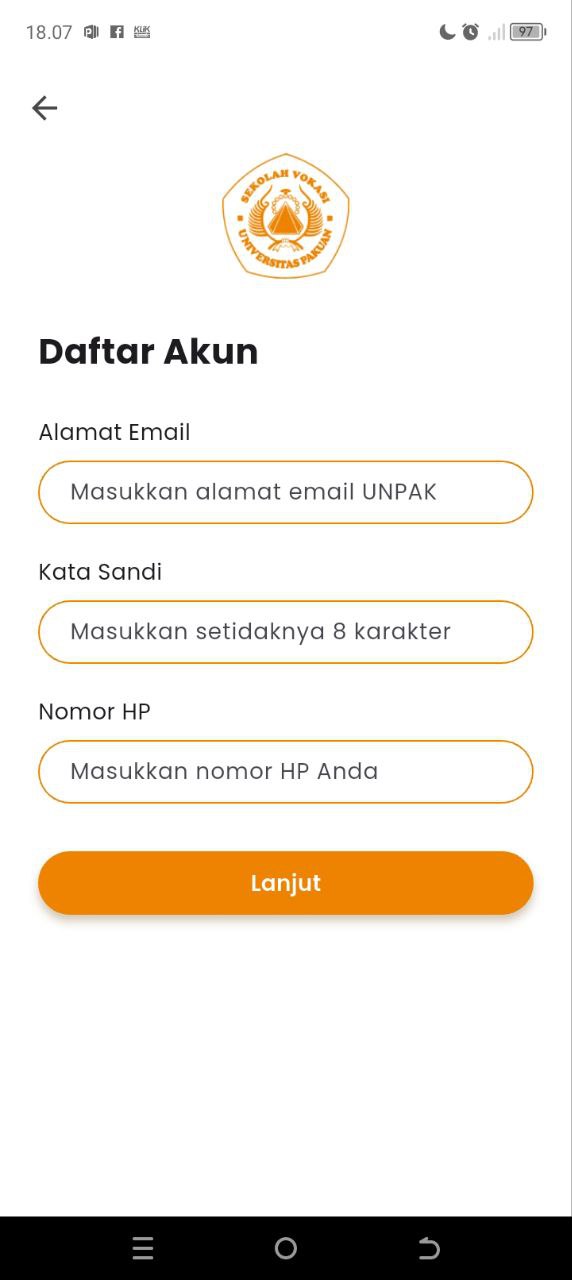 18.07
97
SEKOLAH VOKASI
UNIVERSITAS PAKUAN
Daftar Akun
Alamat Email
Masukkan alamat email UNPAK
Kata Sandi
Masukkan setidaknya 8 karakter
Nomor HP
Masukkan nomor HP Anda
Lanjut